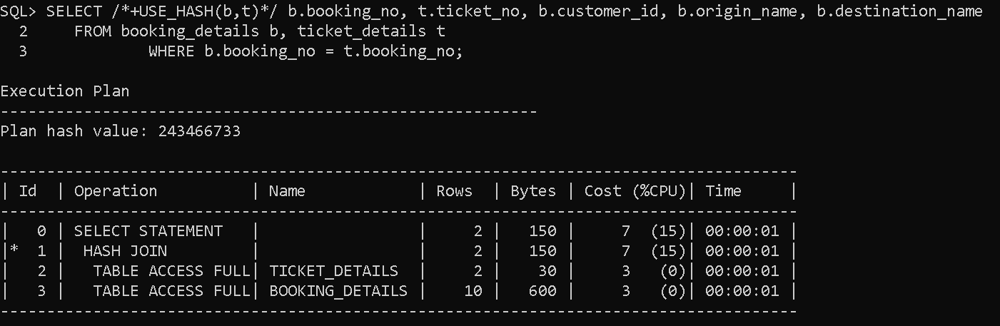 SQL> SELECT /*+USE_HASH(b,t)*/ b.booking_no, t.ticket_no, b.customer_id, b.origin_name, b.destination_name
  2     FROM booking_details b, ticket_details t
  3             WHERE b.booking_no = t.booking_no;
Execution Plan
----------------------------------------------------------
Plan hash value: 243466733
--------------------------------------------------------------------------------------
| Id  | Operation          | Name            | Rows  | Bytes | Cost (%CPU)| Time     |
--------------------------------------------------------------------------------------
|   0 | SELECT STATEMENT   |                 |     2 |   150 |     7  (15)| 00:00:01 |
|*  1 |  HASH JOIN         |                 |     2 |   150 |     7  (15)| 00:00:01 |
|   2 |   TABLE ACCESS FULL| TICKET_DETAILS  |     2 |    30 |     3   (0)| 00:00:01 |
|   3 |   TABLE ACCESS FULL| BOOKING_DETAILS |    10 |   600 |     3   (0)| 00:00:01 |
--------------------------------------------------------------------------------------